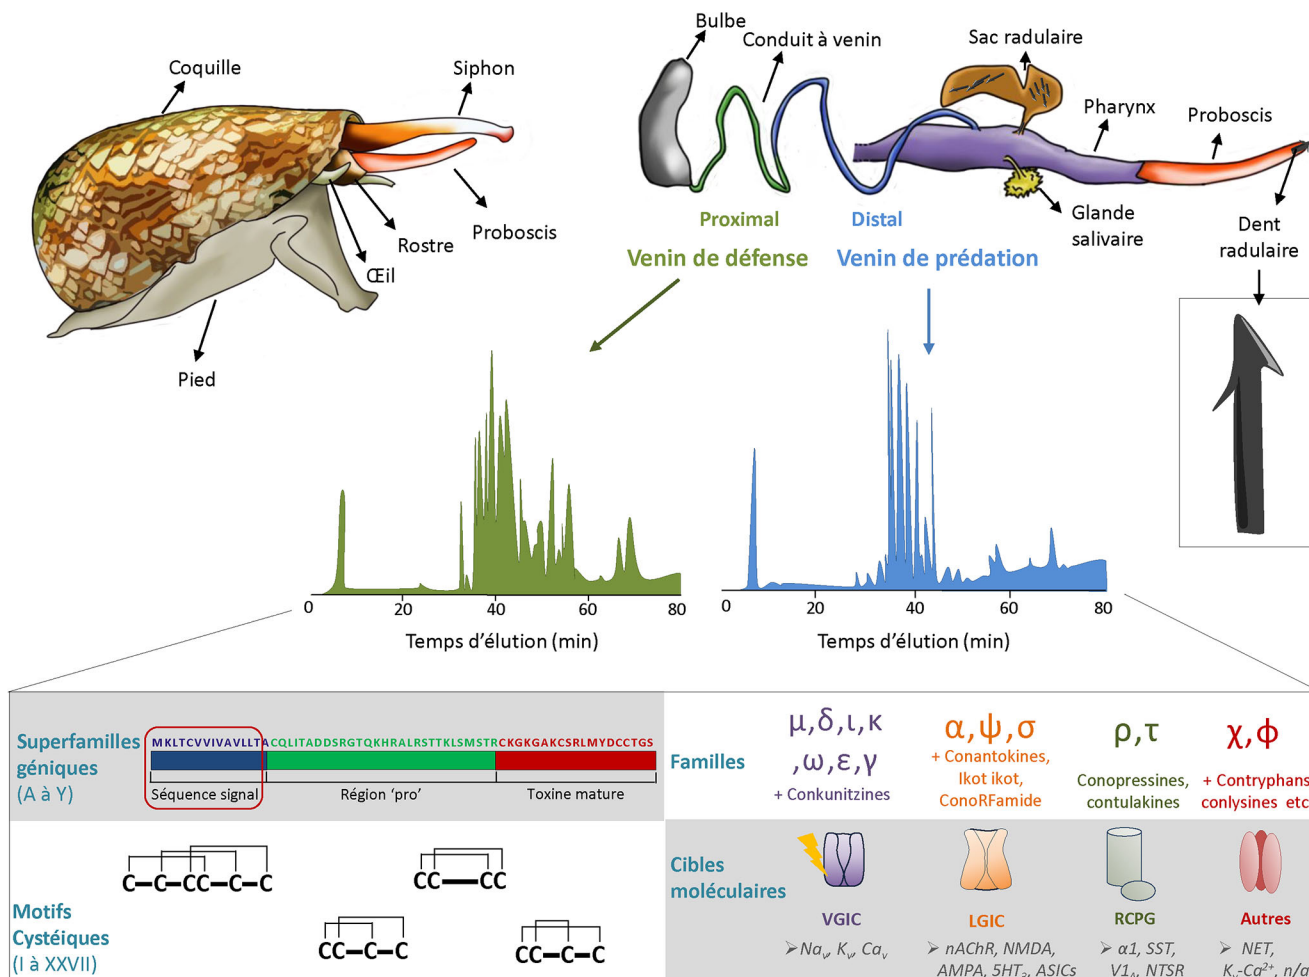 Coquille
Siphon
Rostre
Proboscis
Œil
Pied
Bulbe
Conduit à venin
Sac radulaire
Pharynx
Proboscis
Glande
salivaire
Dent
radulaire
Proximal
Distal
Venin de défense
Venin de prédation
0 20 40 60 80
Temps d’élution (min)
0 20 40 60 80
Temps d’élution (min)
Superfamilles
géniques
(A à Y)
MKLTCVVIVAVLLTACQLITADDSRGTQKHRALRSTTKLSMSTRCKGKGAKCSRLMYDCCTGS
Séquence signal
Région ‘pro’
Toxine mature
Motifs
Cystéiques
(I à XXVII)
C-C-CC-C-C
CC—CC
CC-C-C
C-C-C-C
Familles
μ,δ,ι,κ
,ω,ε,γ
+ Conkunitzines
α,ψ,σ
+ Conantokines,
Ikot ikot,
ConoRFamide
ρ,τ
Conopressines,
contulakines
χ,ϕ
+ Contryphans
conlysines etc
Cibles
moléculaires
VGIC
➢Nav, Kv, Cav
LGIC
➢ nAChR, NMDA,
AMPA, 5HT3, ASICs
RCPG
➢ α1, SST,
V1A, NTSR
Autres
➢ NET,
Kv-Ca2+, n/a